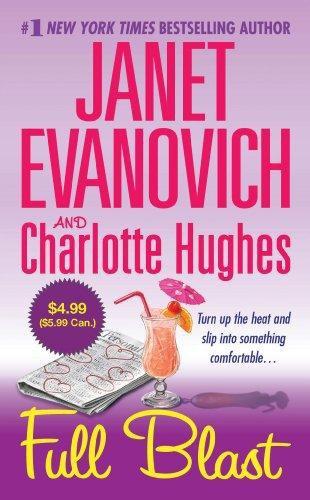 #1 NEW YORK TIMES BESTSELLING AUTHOR
JANET
EVANOVICH
AND
Charlotte Hughes
$4.99
($5.99 Can.)
Turn up the heat and
slip into something
comfortable...
Full Blast